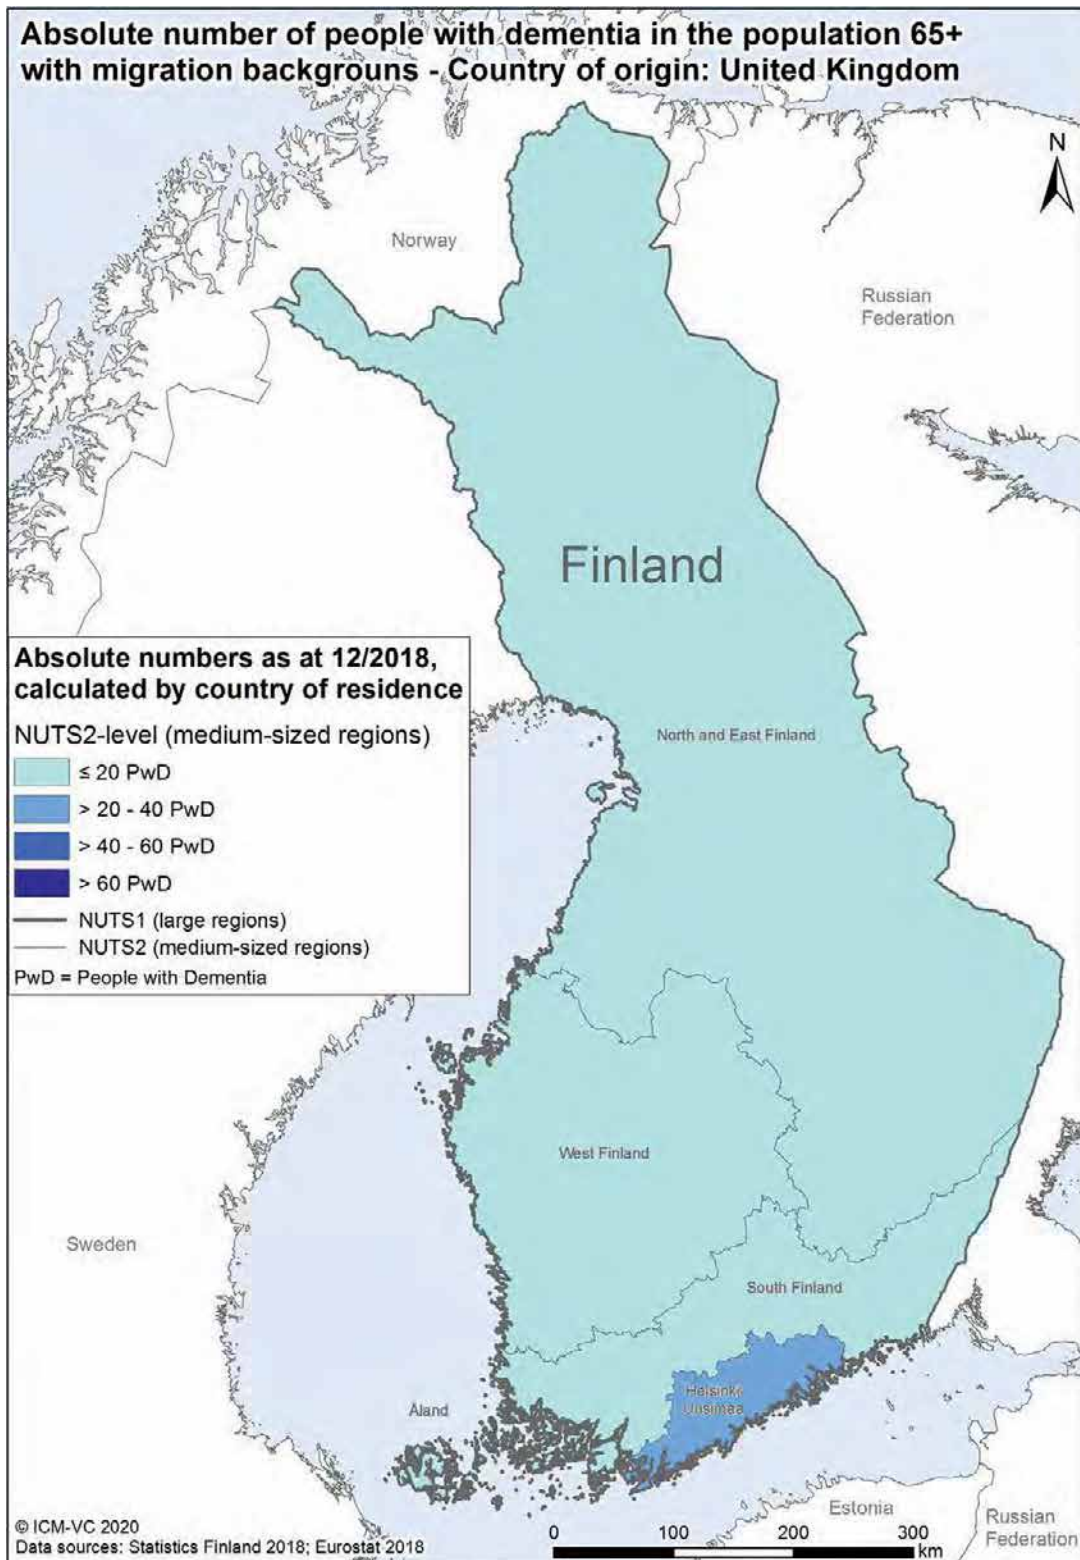 Absolute number of people with dementia in the population 65+
with migration backgrouns - Country of origin: United Kingdom
N
Norway
Russian
Federation
Finland
Absolute numbers as at 12/2018,
calculated by country of residence
NUTS2-level (medium-sized regions)
≤ 20 PwD
> 20 - 40 PwD
> 40 - 60 PwD
> 60 PwD
NUTS1 (large regions)
NUTS2 (medium-sized regions)
PwD = People with Dementia
North and East Finland
West Finland
Sweden
South Finland
Helsinki-
Uusimaa
Åland
Estonia
Russian
Federation
© ICM-VC 2020
Data sources: Statistics Finland 2018; Eurostat 2018
0 100 200 300
km